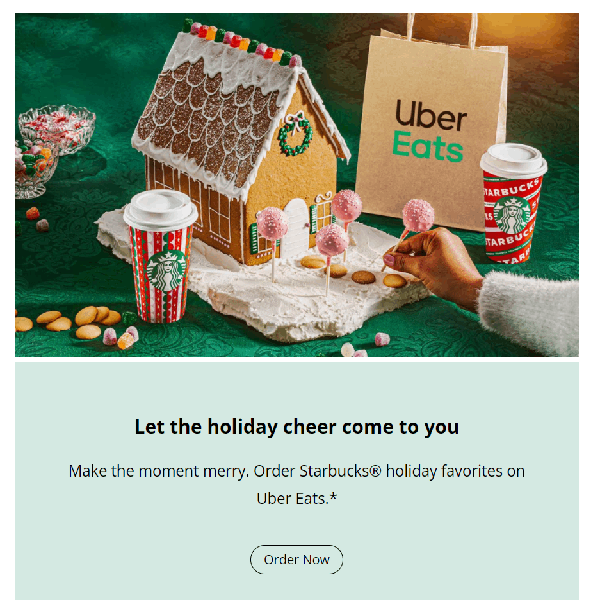 Uber
Eats
STARBUCKS
STARBUCKS
Let the holiday cheer come to you
Make the moment merry. Order Starbucks® holiday favorites on
Uber Eats.*
Order Now